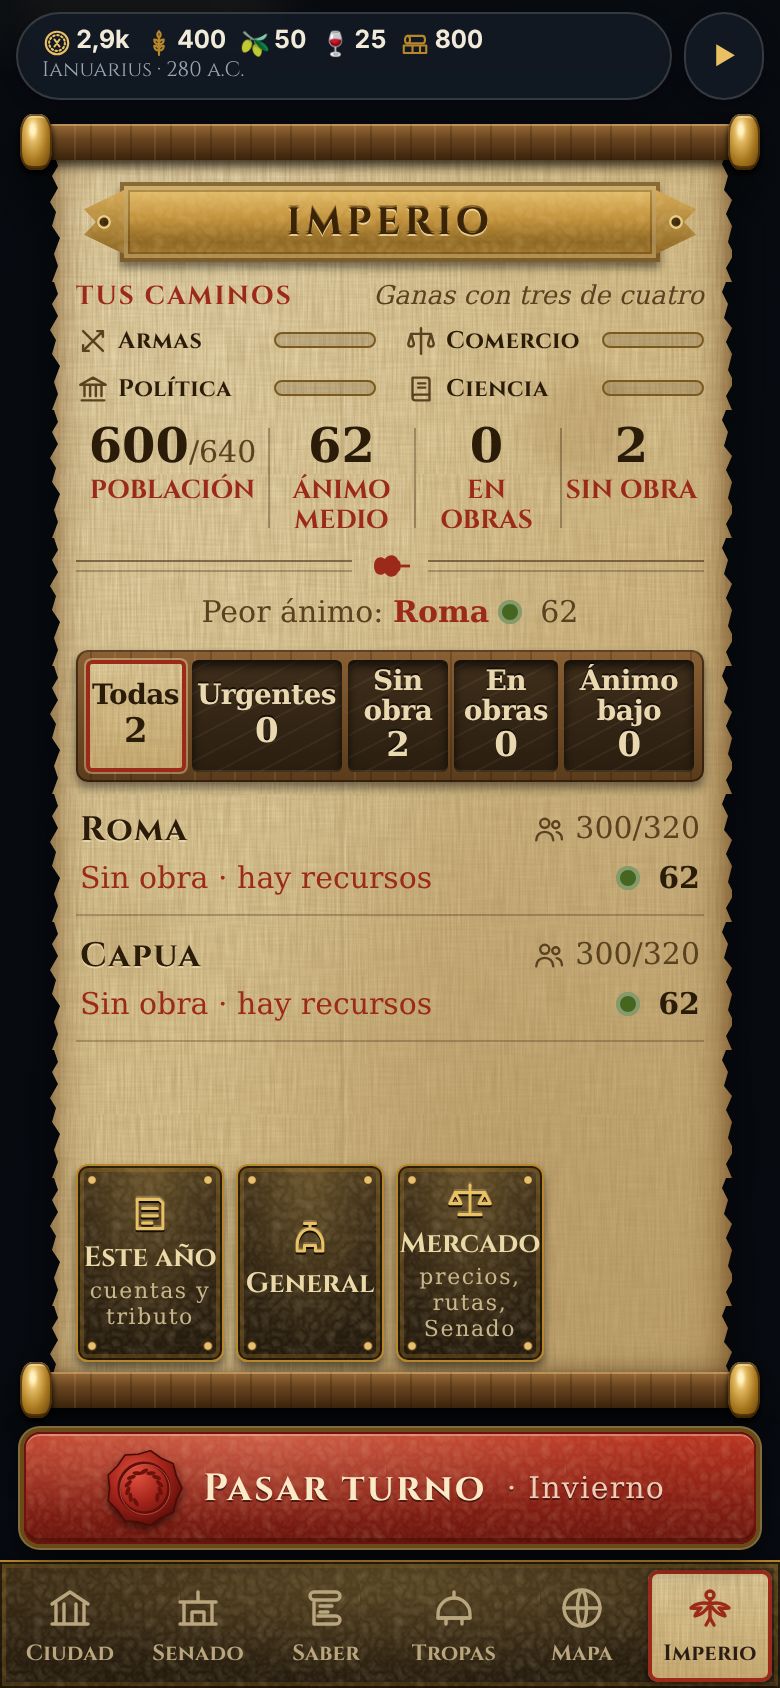 2,9k 400 50 25 800
IANUARIUS · 280 A.C.
IMPERIO
TUS CAMINOS Ganas con tres de cuatro
ARMAS COMERCIO
POLÍTICA CIENCIA
600/640 62 0 2
POBLACIÓN ÁNIMO MEDIO EN OBRAS SIN OBRA
Peor ánimo: Roma 62
Todas 2 Urgentes 0 Sin obra 2 En obras 0 Ánimo bajo 0
ROMA 300/320
Sin obra · hay recursos 62
CAPUA 300/320
Sin obra · hay recursos 62
ESTE AÑO
cuentas y
tributo
GENERAL
MERCADO
precios,
rutas,
Senado
PASAR TURNO · Invierno
CIUDAD SENADO SABER TROPAS MAPA IMPERIO